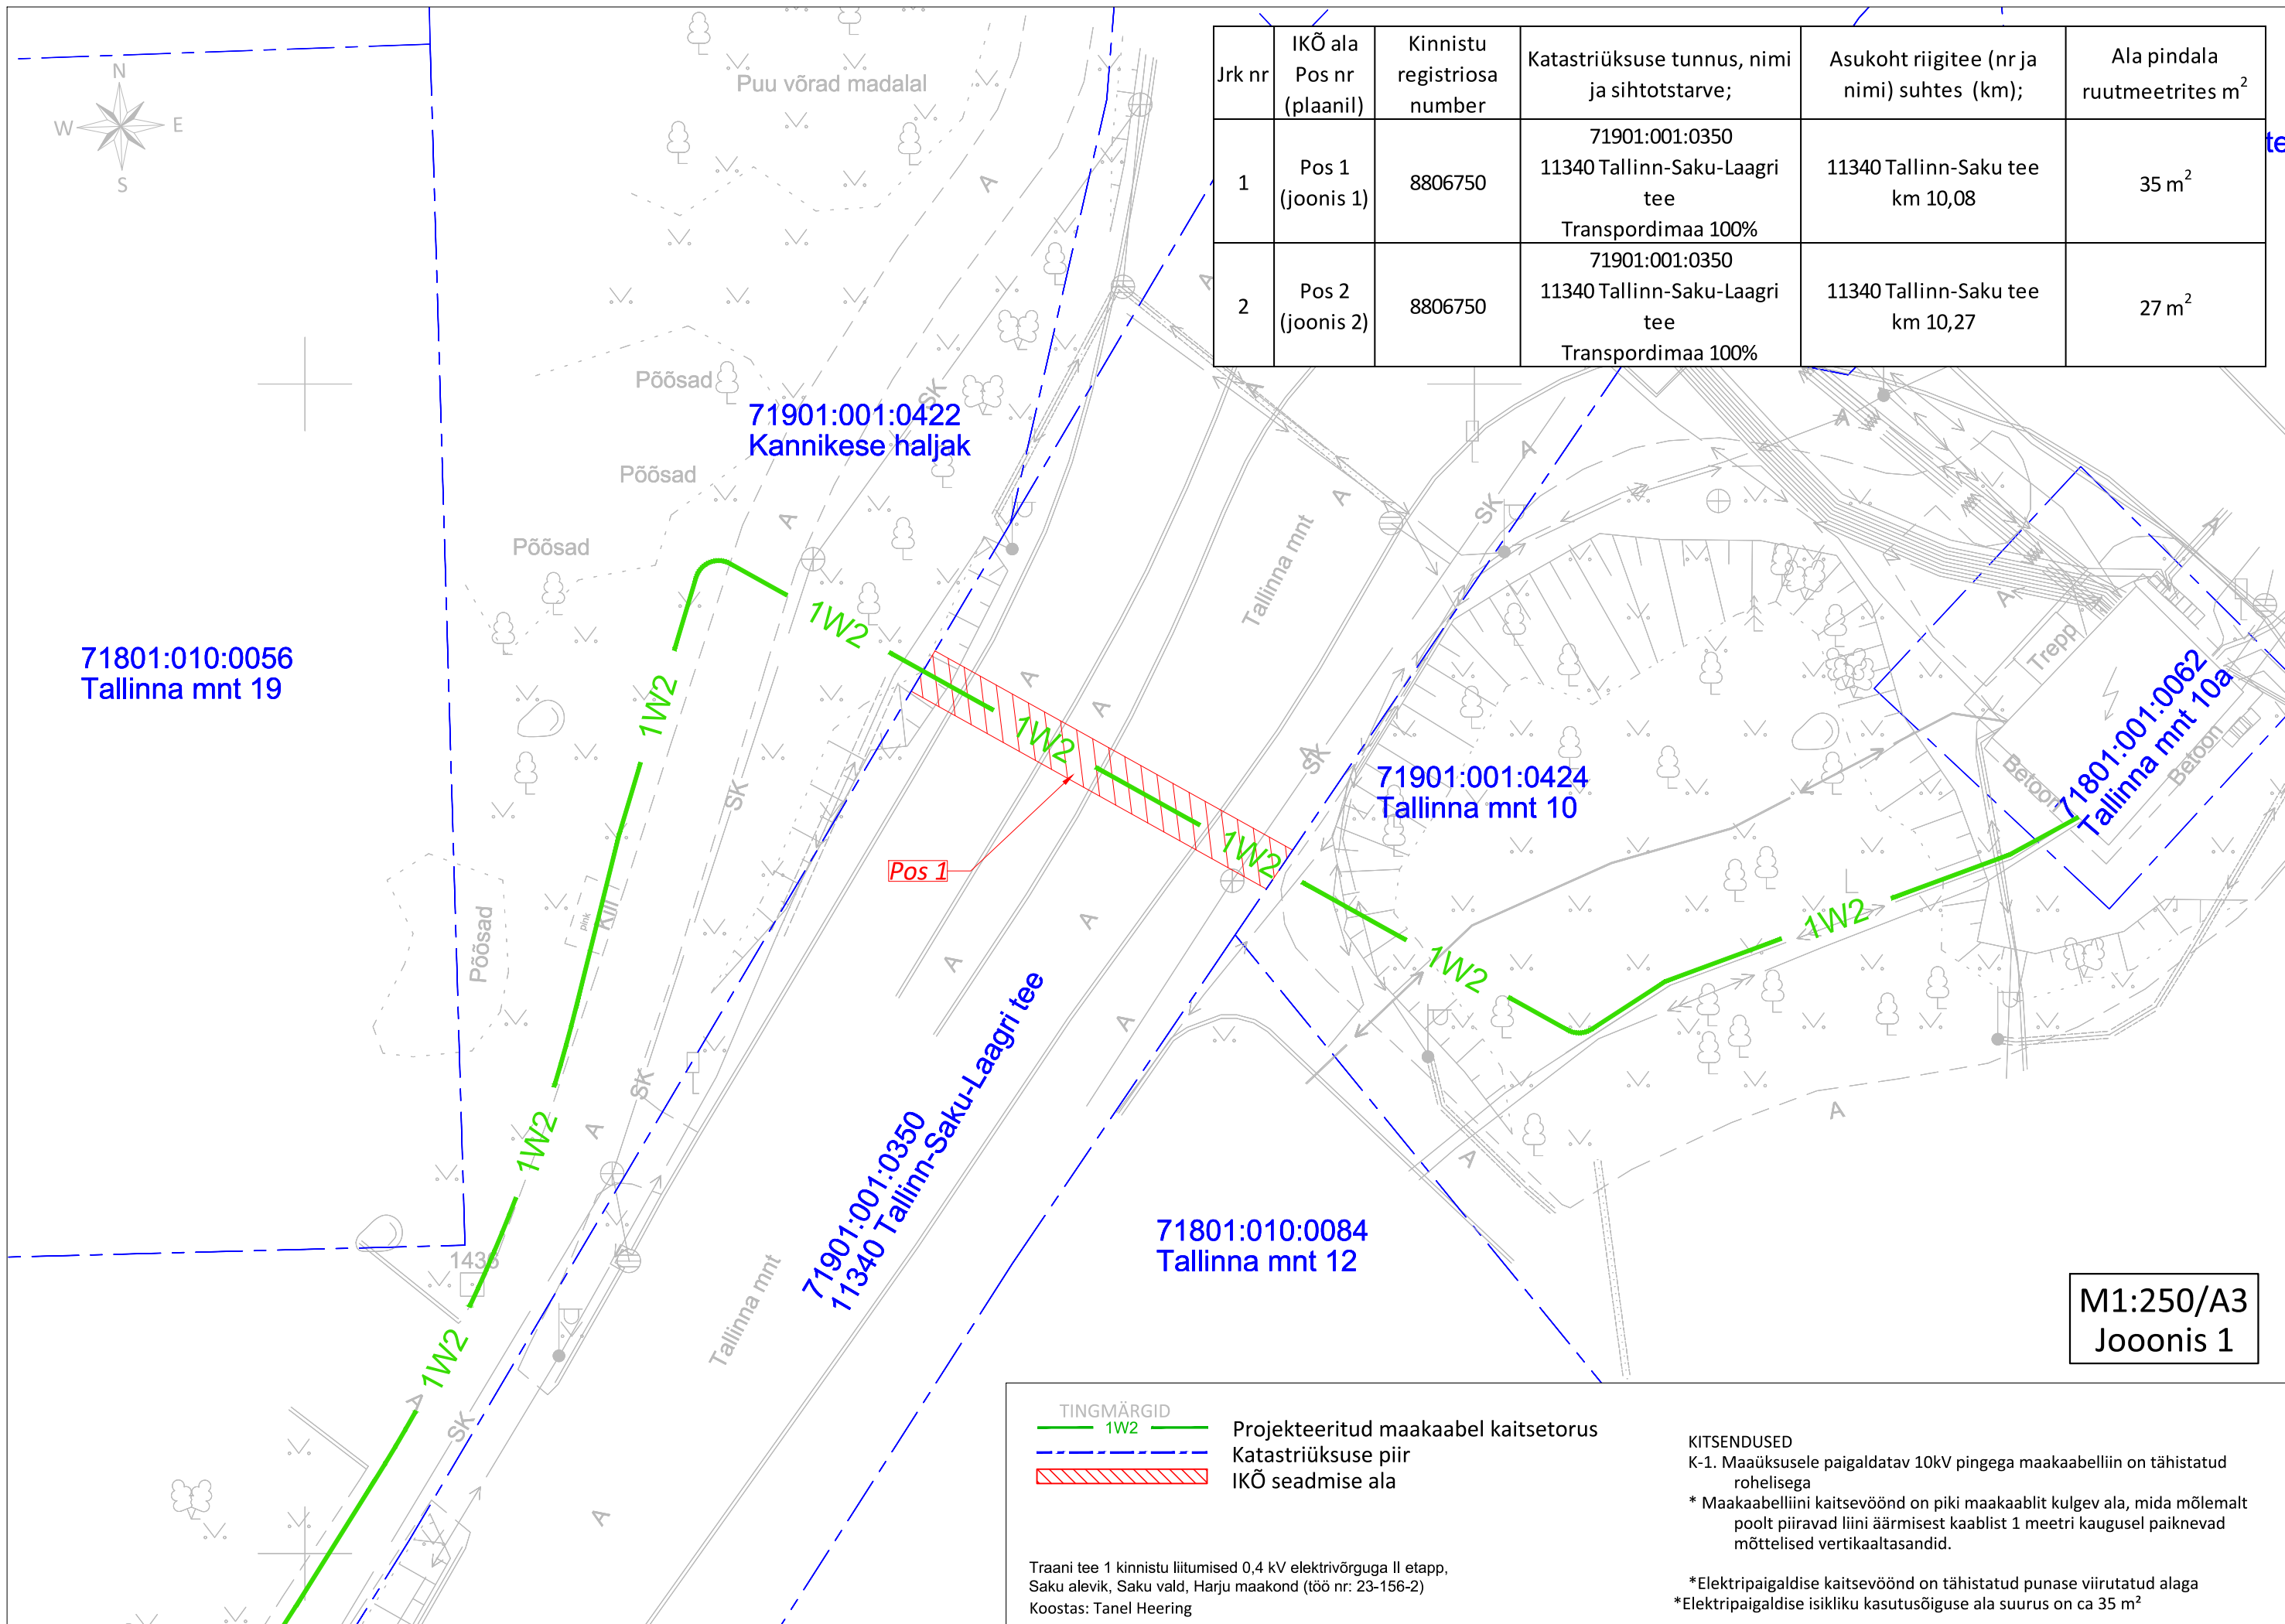 Jrk nr
IKÕ ala
Pos nr
(plaanil)
Kinnistu
registriosa
number
Katastriüksuse tunnus, nimi
ja sihtotstarve;
Asukoht riigitee (nr ja
nimi) suhtes (km);
Ala pindala
ruutmeetrites m²
1
Pos 1
(joonis 1)
8806750
71901:001:0350
11340 Tallinn-Saku-Laagri
tee
Transpordimaa 100%
11340 Tallinn-Saku tee
km 10,08
35 m²
2
Pos 2
(joonis 2)
8806750
71901:001:0350
11340 Tallinn-Saku-Laagri
tee
Transpordimaa 100%
11340 Tallinn-Saku tee
km 10,27
27 m²
te
N
W
E
S
Puu võrad madalal
A
A
Põõsad
SK
71901:001:0422
Kannikese haljak
Põõsad
Põõsad
A
A
A
A
A
SK
Tallinna mnt
A
A
1W2
1W2
71801:010:0056
Tallinna mnt 19
Trepp
A
A
1W2
SK
A
SK
71901:001:0424
Tallinna mnt 10
Betoon
Betoon
71801:001:0062
Tallinna mnt 10a
1W2
Pos 1
Põõsad
pink
Kill
A
A
1W2
1W2
71901:001:0350
11340 Tallinn-Saku-Laagri tee
A
SK
A
1W2
A
A
71801:010:0084
Tallinna mnt 12
1436
Tallinna mnt
1W2
A
SK
A
M1:250/A3
Jooonis 1
TINGMÄRGID
1W2
Projekteeritud maakaabel kaitsetorus
Katastriüksuse piir
IKÕ seadmise ala
Traani tee 1 kinnistu liitumised 0,4 kV elektrivõrguga II etapp,
Saku alevik, Saku vald, Harju maakond (töö nr: 23-156-2)
Koostas: Tanel Heering
KITSENDUSED
K-1. Maaüksusele paigaldatav 10kV pingega maakaabelliin on tähistatud
rohelisega
* Maakaabelliini kaitsevöönd on piki maakaablit kulgev ala, mida mõlemalt
poolt piiravad liini äärmisest kaablist 1 meetri kaugusel paiknevad
mõttelised vertikaaltasandid.
*Elektripaigaldise kaitsevöönd on tähistatud punase viirutatud alaga
*Elektripaigaldise isikliku kasutusõiguse ala suurus on ca 35 m²